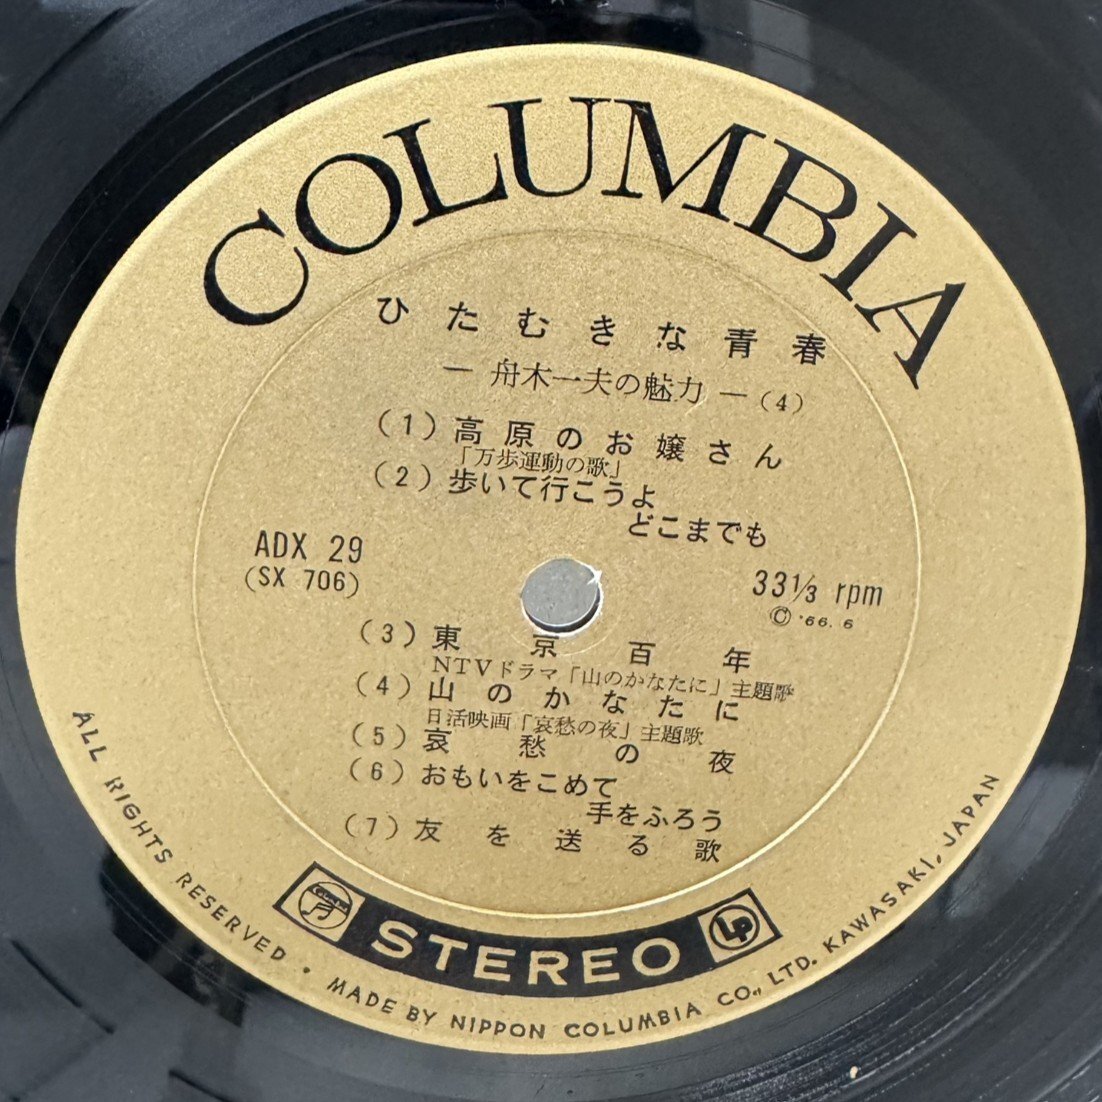 COLUMBIA
ひたむきな青春
— 舟木一夫の魅力 — (4)
(1) 高原のお嬢さん
「万歩運動の歌」
(2) 歩いて行こうよ
どこまでも
ADX 29
(SX 706)
33⅓ rpm
Ⓒ '66. 6
(3) 東京百年
NTVドラマ「山のかなたに」主題歌
(4) 山のかなたに
日活映画「哀愁の夜」主題歌
(5) 哀愁の夜
(6) おもいをこめて
手をふろう
(7) 友を送る歌
STEREO
LP
ALL RIGHTS RESERVED · MADE BY NIPPON COLUMBIA CO., LTD. KAWASAKI, JAPAN